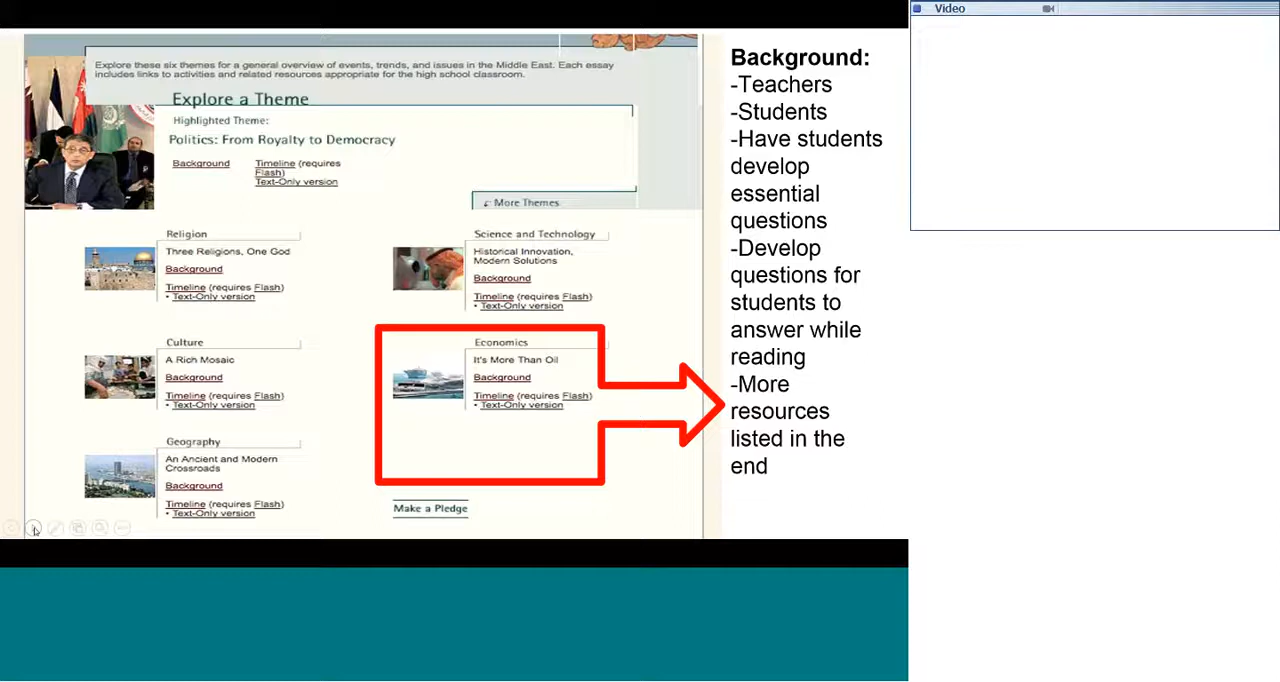 Video
Explore these six themes for a general overview of events, trends, and issues in the Middle East. Each essay
includes links to activities and related resources appropriate for the high school classroom.
Explore a Theme
Highlighted Theme:
Politics: From Royalty to Democracy
Background
Timeline (requires
Flash)
Text-Only version
More Themes
Religion
Three Religions, One God
Background
Timeline (requires Flash)
• Text-Only version
Science and Technology
Historical Innovation,
Modern Solutions
Background
Timeline (requires Flash)
• Text-Only version
Culture
A Rich Mosaic
Background
Timeline (requires Flash)
• Text-Only version
Economics
It's More Than Oil
Background
Timeline (requires Flash)
• Text-Only version
Geography
An Ancient and Modern
Crossroads
Background
Timeline (requires Flash)
• Text-Only version
Make a Pledge
Background:
-Teachers
-Students
-Have students
develop
essential
questions
-Develop
questions for
students to
answer while
reading
-More
resources
listed in the
end